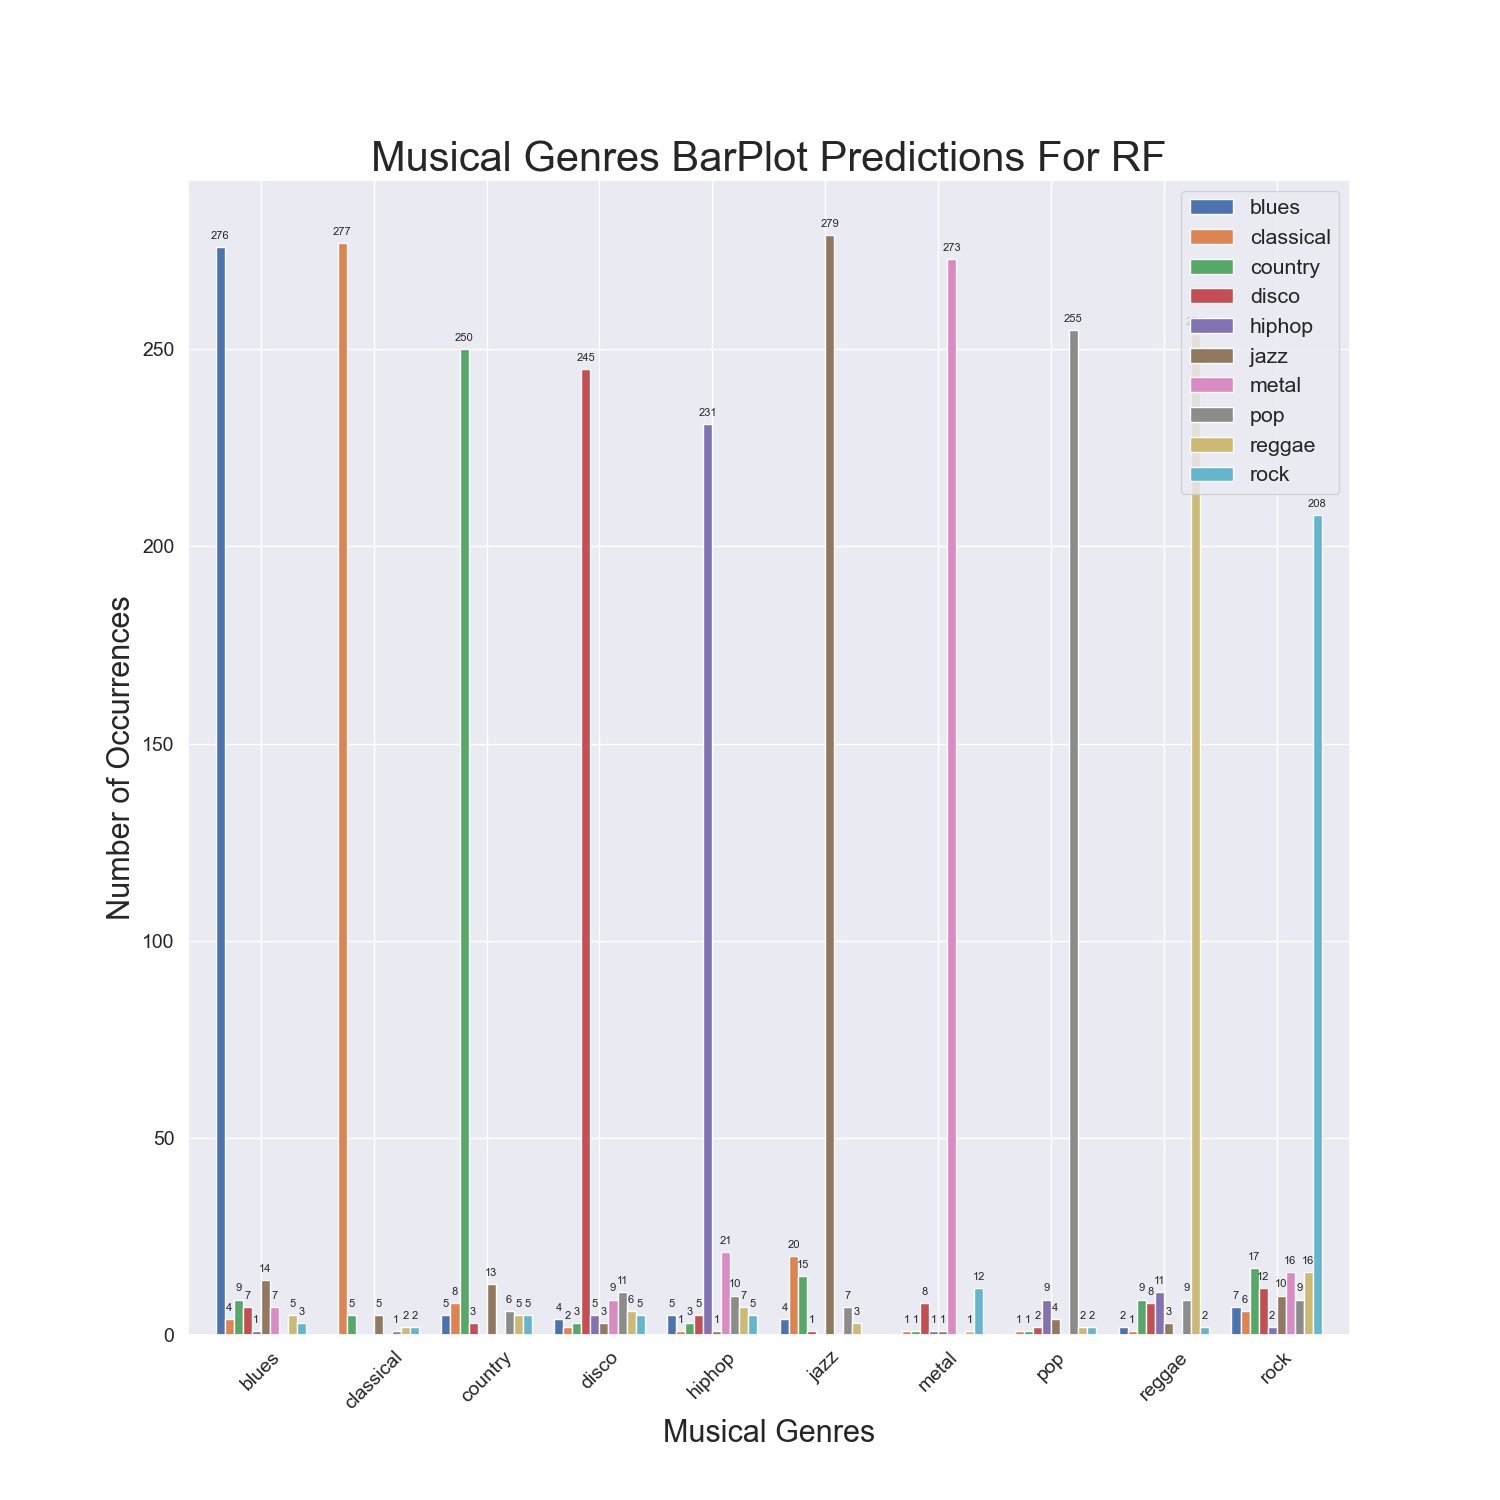 Musical Genres BarPlot Predictions For RF
blues
classical
country
disco
hiphop
jazz
metal
pop
reggae
rock
Number of Occurrences
250
200
150
100
50
0
276 4 9 7 1 14 7 5 3
277 5 5 1 2 2
5 8 250 3 13 6 5 5
4 2 3 245 5 3 9 11 6 5
5 1 3 5 231 1 21 10 7 5
4 20 15 1 279 7 3
1 1 8 1 1 273 1 12
1 1 2 9 4 255 2 2
2 1 9 8 11 3 9 2
7 6 17 12 2 10 16 9 16 208
blues
classical
country
disco
hiphop
jazz
metal
pop
reggae
rock
Musical Genres